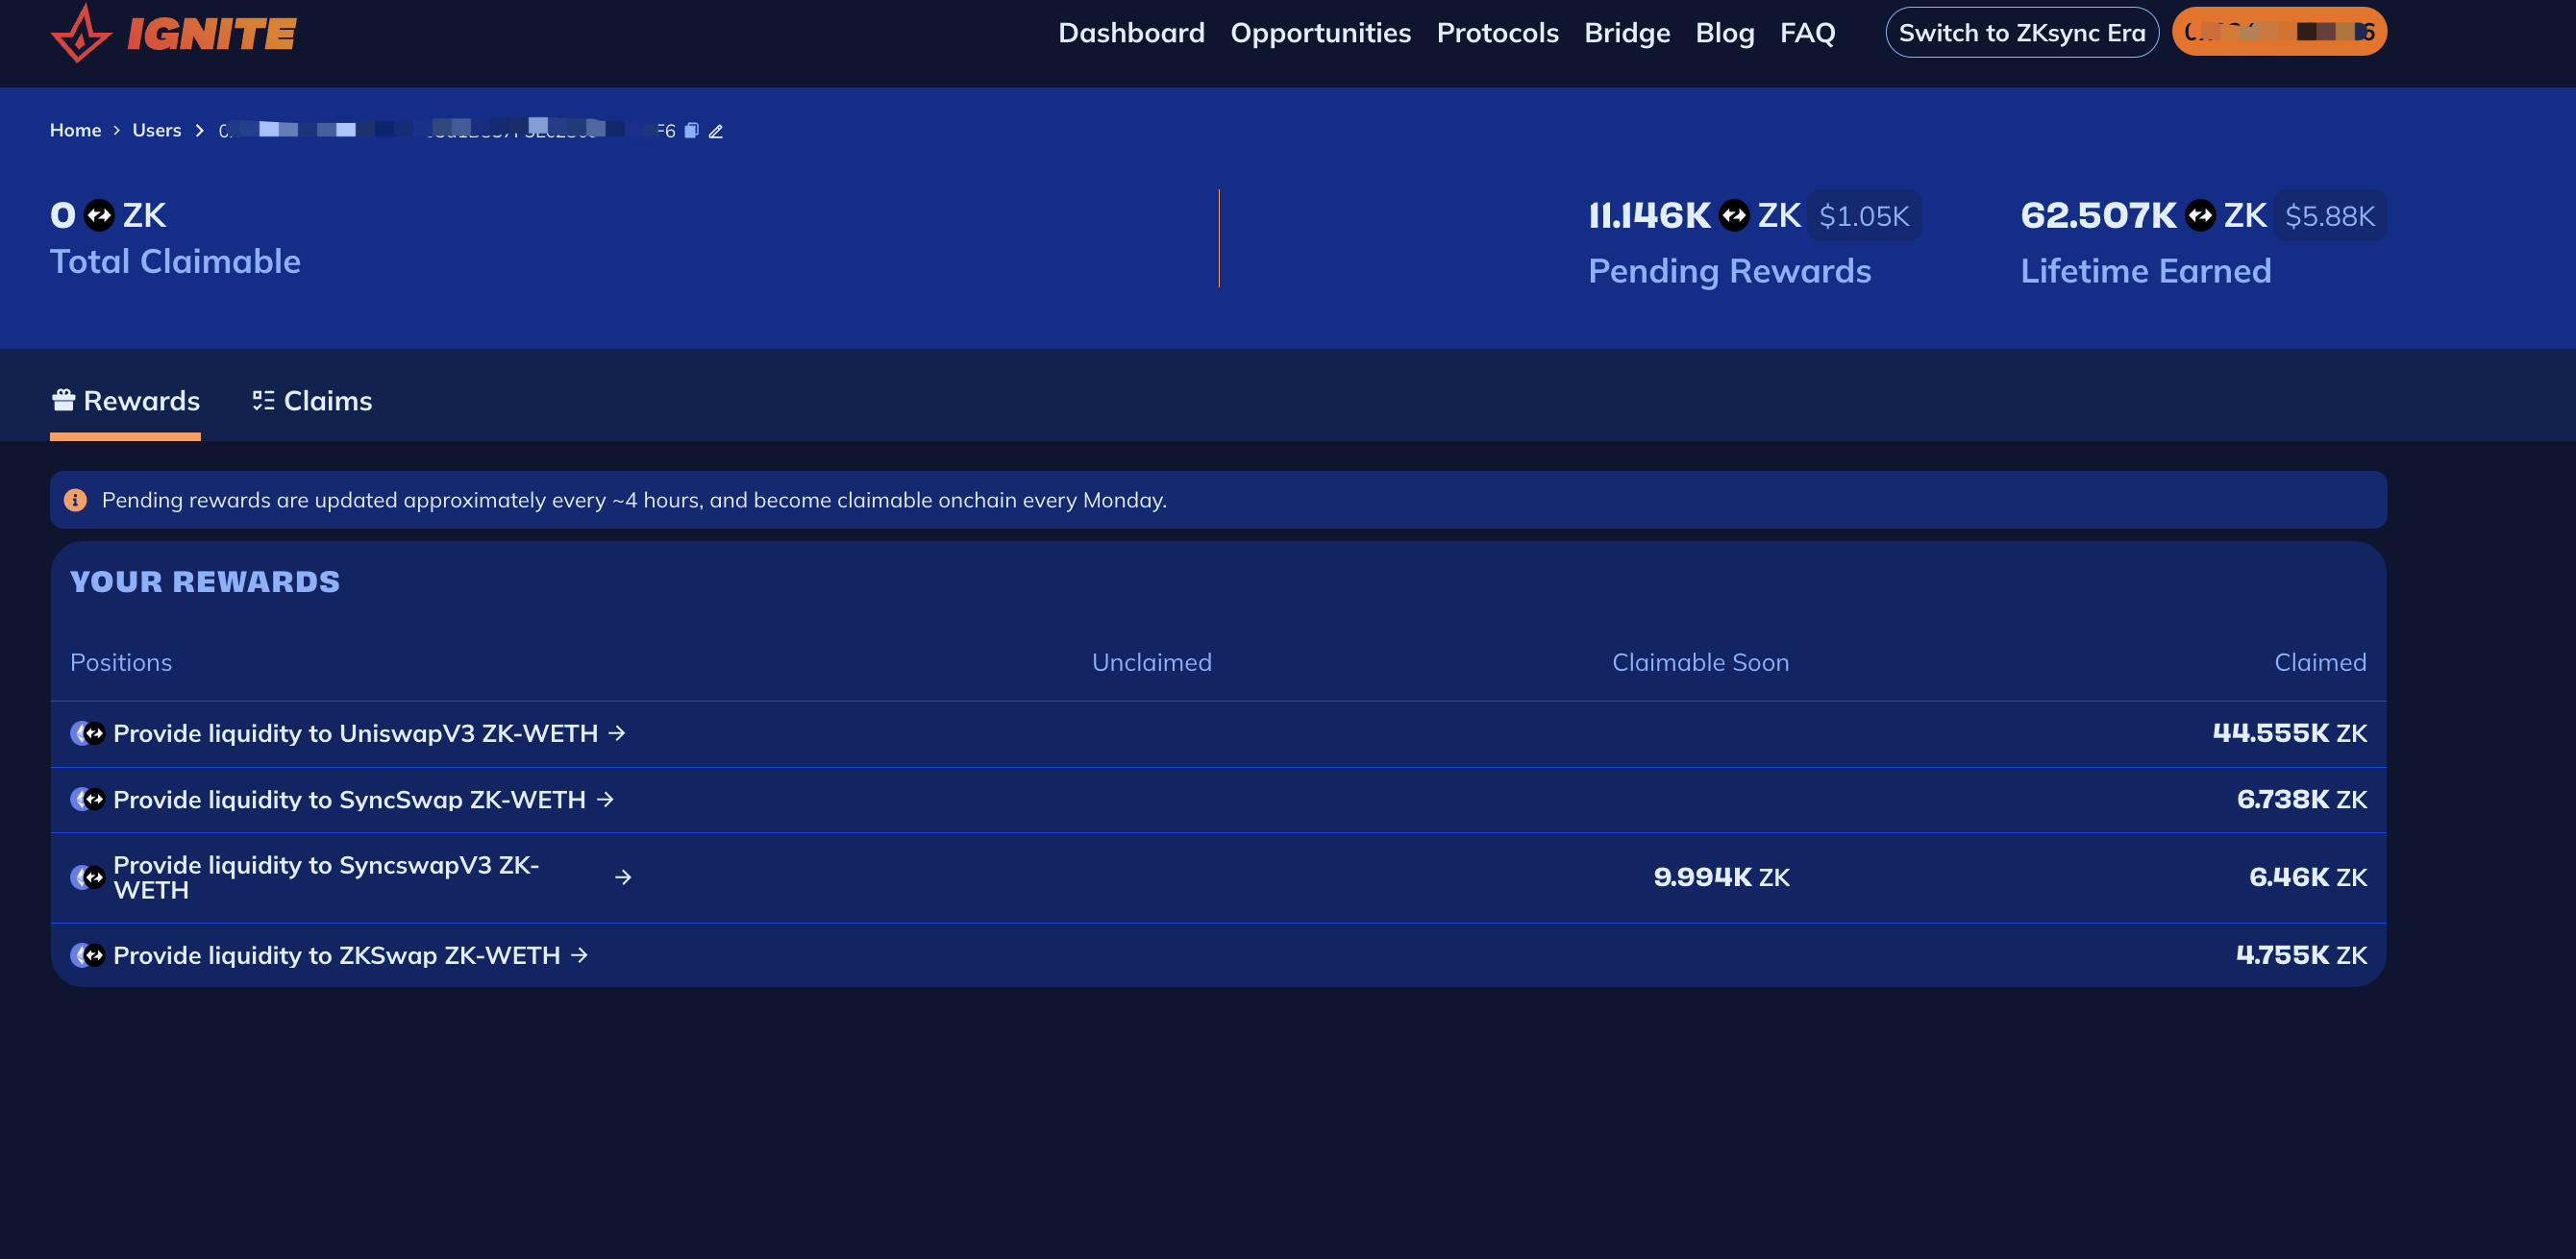 IGNITE
Dashboard Opportunities Protocols Bridge Blog FAQ Switch to ZKsync Era
Home > Users >
0 ZK
Total Claimable
11.146K ZK $1.05K
Pending Rewards
62.507K ZK $5.88K
Lifetime Earned
Rewards Claims
Pending rewards are updated approximately every ~4 hours, and become claimable onchain every Monday.
YOUR REWARDS
Positions Unclaimed Claimable Soon Claimed
Provide liquidity to UniswapV3 ZK-WETH → 44.555K ZK
Provide liquidity to SyncSwap ZK-WETH → 6.738K ZK
Provide liquidity to SyncswapV3 ZK-
WETH → 9.994K ZK 6.46K ZK
Provide liquidity to ZKSwap ZK-WETH → 4.755K ZK